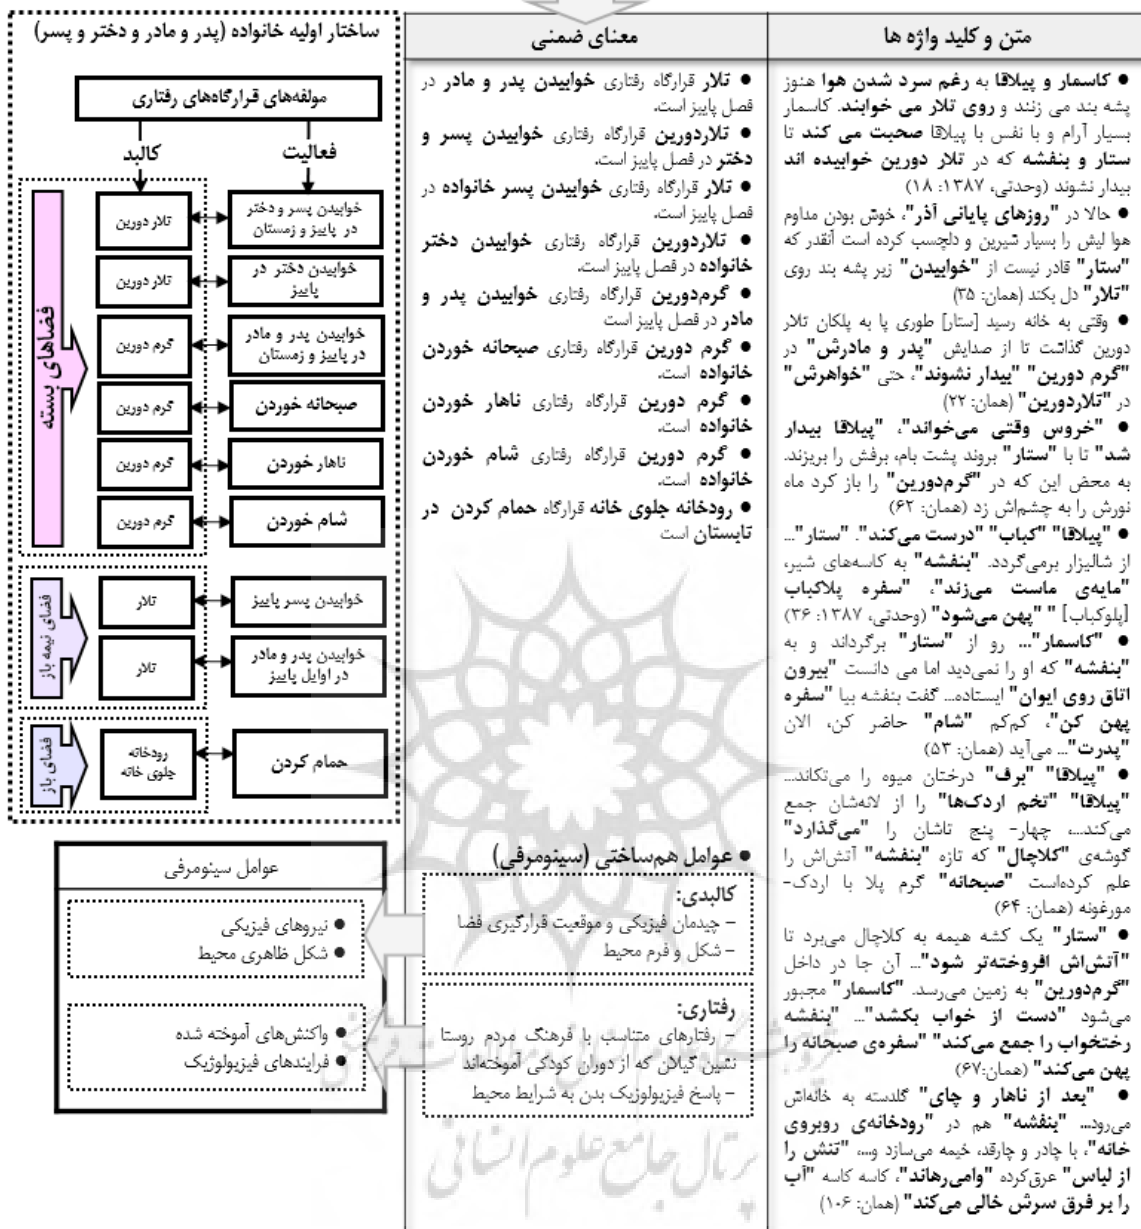 متن و کلید واژه ها
● کاسمار و پیلاقا به رغم سرد شدن هوا هنوز
پشه بند می زنند و روی تلار می خوابند. کاسمار
بسیار آرام و با نفس با پیلاقا صحبت می کند تا
ستار و بنفشه که در تلار دورین خوابیده اند
بیدار نشوند (وحدتی، ۱۳۸۷: ۱۸)
● حالا در "روزهای پایانی آذر"، خوش بودن مداوم
هوا لیش را بسیار شیرین و دلچسب کرده است آنقدر که
"ستار" قادر نیست از "خوابیدن" زیر پشه بند روی
"تلار" دل بکند (همان: ۳۵)
● وقتی به خانه رسید [ستار] طوری پا به پلکان تلار
دورین گذاشت تا از صدایش "پدر و مادرش" در
"گرم دورین" "بیدار نشوند"، حتی "خواهرش"
در "تلاردورین" (همان: ۲۲)
● "خروس وقتی می‌خواند"، "پیلاقا بیدار
شد" تا با "ستار" بروند پشت بام، برفش را بریزند.
به محض این که در "گرم‌دورین" را باز کرد ماه
نورش را به چشم‌اش زد (همان: ۶۲)
● "پیلاقا" "کباب" "درست می‌کند". "ستار"...
از شالیزار برمی‌گردد. "بنفشه" به کاسه‌های شیر،
"مایه‌ی ماست می‌زند"، "سفره پلاکباب
[پلوکباب] " "پهن می‌شود" (وحدتی، ۱۳۸۷: ۳۶)
● "کاسمار"... رو از "ستار" برگرداند و به
"بنفشه" که او را نمی‌دید اما می دانست "بیرون
اتاق روی ایوان" ایستاده... گفت بنفشه بیا "سفره
پهن کن"، کم‌کم "شام" حاضر کن، الان
"پدرت"... می‌آید (همان: ۵۳)
● "پیلاقا" "برف" درختان میوه را می‌تکاند...
"پیلاقا" "تخم اردک‌ها" را از لانه‌شان جمع
می‌کند...، چهار- پنج تاشان را "می‌گذارد"
گوشه‌ی "کلاچال" که تازه "بنفشه" آتش‌اش را
علم کرده‌است "صبحانه" گرم پلا با اردک-
مورغونه (همان: ۶۴)
● "ستار" یک کشه هیمه به کلاچال می‌برد تا
"آتش‌اش افروخته‌تر شود"... آن جا در داخل
"گرم‌دورین" به زمین می‌رسد. "کاسمار" مجبور
می‌شود "دست از خواب بکشد"... "بنفشه
رختخواب را جمع می‌کند" "سفره‌ی صبحانه را
پهن می‌کند" (همان:۶۷)
● "بعد از ناهار و چای" گلدسته به خانه‌اش
می‌رود... "بنفشه" هم در "رودخانه‌ی روبروی
خانه"، با چادر و چارقد، خیمه می‌سازد و...، "تنش را
از لباس" عرق‌کرده "وامی‌رهاند"، کاسه کاسه "آب
را بر فرق سرش خالی می‌کند" (همان: ۱۰۶)
معنای ضمنی
● تلار قرارگاه رفتاری خوابیدن پدر و مادر در
فصل پاییز است.
● تلاردورین قرارگاه رفتاری خوابیدن پسر و
دختر در فصل پاییز است.
● تلار قرارگاه رفتاری خوابیدن پسر خانواده در
فصل پاییز است.
● تلاردورین قرارگاه رفتاری خوابیدن دختر
خانواده در فصل پاییز است.
● گرم‌دورین قرارگاه رفتاری خوابیدن پدر و
مادر در فصل پاییز است
● گرم دورین قرارگاه رفتاری صبحانه خوردن
خانواده است.
● گرم دورین قرارگاه رفتاری ناهار خوردن
خانواده است.
● گرم دورین قرارگاه رفتاری شام خوردن
خانواده است.
● رودخانه جلوی خانه قرارگاه حمام کردن در
تابستان است
● عوامل هم‌ساختی (سینومرفی)
کالبدی:
- چیدمان فیزیکی و موقعیت قرارگیری فضا
- شکل و فرم محیط
رفتاری:
- رفتارهای متناسب با فرهنگ مردم روستا
نشین گیلان که از دوران کودکی آموخته‌اند
- پاسخ فیزیولوژیک بدن به شرایط محیط
ساختار اولیه خانواده (پدر و مادر و دختر و پسر)
مولفه‌های قرارگاه‌های رفتاری
فعالیت
کالبد
خوابیدن پسر و دختر
در پاییز و زمستان
تلار دورین
خوابیدن دختر در
پاییز
تلار دورین
خوابیدن پدر و مادر
در پاییز و زمستان
گرم دورین
صبحانه خوردن
گرم دورین
ناهار خوردن
گرم دورین
شام خوردن
گرم دورین
فضاهای بسته
خوابیدن پسر پاییز
تلار
خوابیدن پدر و مادر
در اوایل پاییز
تلار
فضای نیمه باز
حمام کردن
رودخانه
جلوی خانه
فضای باز
عوامل سینومرفی
● نیروهای فیزیکی
● شکل ظاهری محیط
● واکنش‌های آموخته شده
● فرایندهای فیزیولوژیک
پرتال جامع علوم انسانی